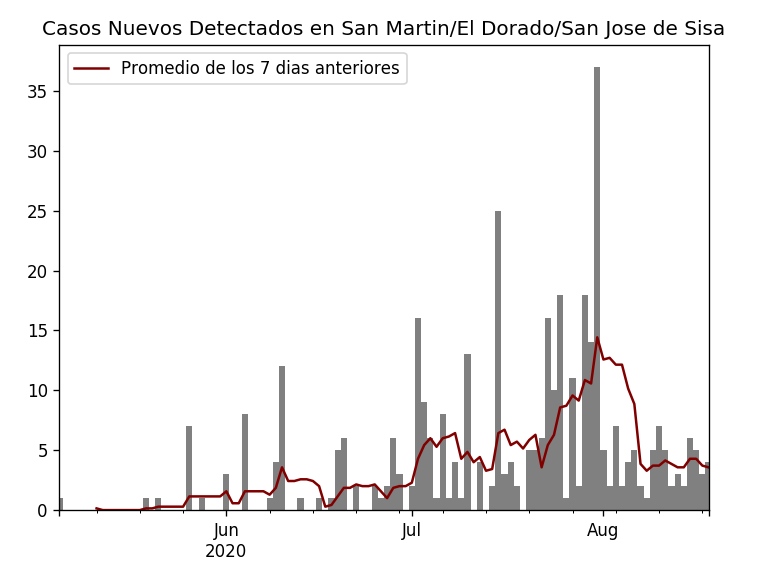 Casos Nuevos Detectados en San Martin/El Dorado/San Jose de Sisa
Promedio de los 7 dias anteriores
35
30
25
20
15
10
5
0
Jun
2020
Jul
Aug